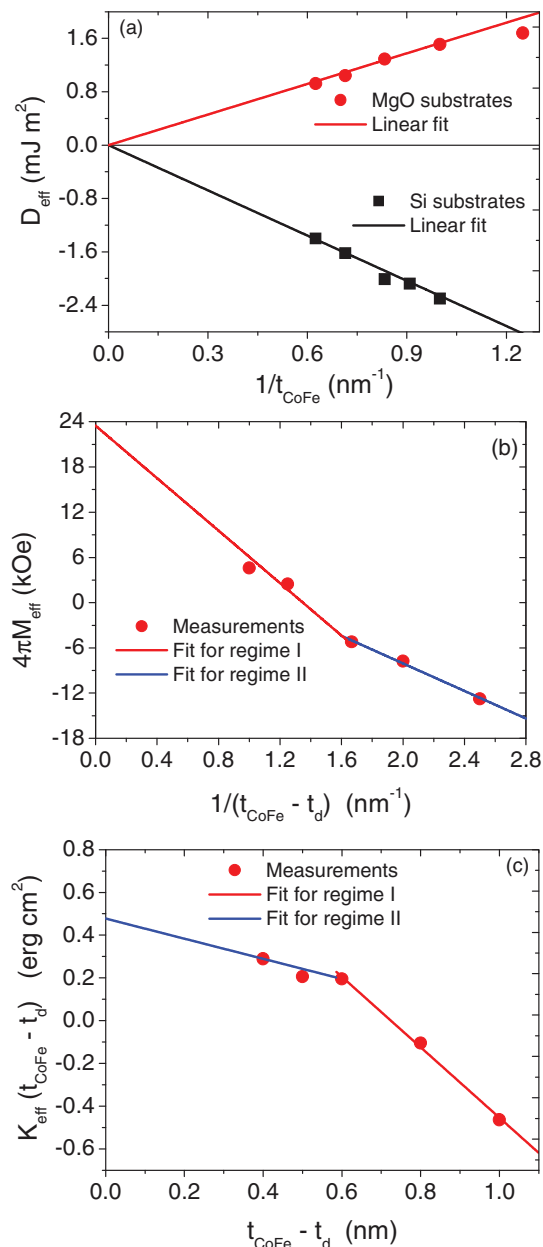 (a)
1.6
0.8
0.0
-0.8
-1.6
-2.4
D_eff (mJ m²)
MgO substrates
Linear fit
Si substrates
Linear fit
0.0 0.3 0.6 0.9 1.2
1/t_CoFe (nm⁻¹)
(b)
24
18
12
6
0
-6
-12
-18
4πM_eff (kOe)
Measurements
Fit for regime I
Fit for regime II
0.0 0.4 0.8 1.2 1.6 2.0 2.4 2.8
1/(t_CoFe - t_d) (nm⁻¹)
(c)
0.8
0.6
0.4
0.2
0.0
-0.2
-0.4
-0.6
K_eff (t_CoFe - t_d) (erg cm²)
Measurements
Fit for regime I
Fit for regime II
0.0 0.2 0.4 0.6 0.8 1.0
t_CoFe - t_d (nm)